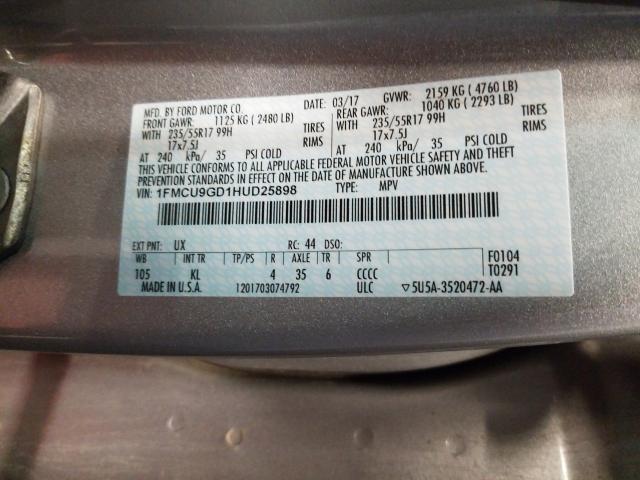 MFD. BY FORD MOTOR CO.
DATE: 03/17 GVWR: 2159 KG ( 4760 LB)
FRONT GAWR: 1125 KG ( 2480 LB) REAR GAWR: 1040 KG ( 2293 LB)
WITH 235/55R17 99H TIRES WITH 235/55R17 99H TIRES
17x7.5J RIMS 17x7.5J RIMS
AT 240 kPa/ 35 PSI COLD AT 240 kPa/ 35 PSI COLD
THIS VEHICLE CONFORMS TO ALL APPLICABLE FEDERAL MOTOR VEHICLE SAFETY AND THEFT
PREVENTION STANDARDS IN EFFECT ON THE DATE OF MANUFACTURE SHOWN ABOVE.
VIN: 1FMCU9GD1HUD25898 TYPE: MPV
EXT PNT: UX RC: 44 DSO:
WB INT TR TP/PS R AXLE TR SPR F0104
105 KL 4 35 6 CCCC T0291
MADE IN U.S.A. 1201703074792 ULC ▽5U5A-3520472-AA